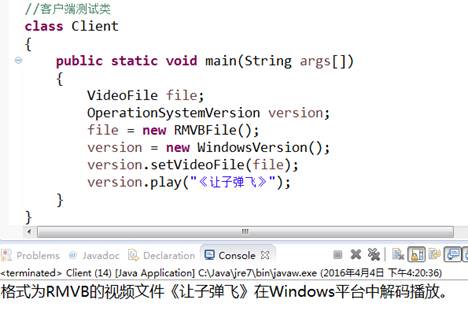 //客户端测试类
class Client
{
    public static void main(String args[])
    {
        VideoFile file;
        OperationSystemVersion version;
        file = new RMVBFile();
        version = new WindowsVersion();
        version.setVideoFile(file);
        version.play("《让子弹飞》");
    }
}
Problems @ Javadoc Declaration Console
<terminated> Client (14) [Java Application] C:\Java\jre7\bin\javaw.exe (2016年4月4日 下午4:20:36)
格式为RMVB的视频文件《让子弹飞》在Windows平台中解码播放。